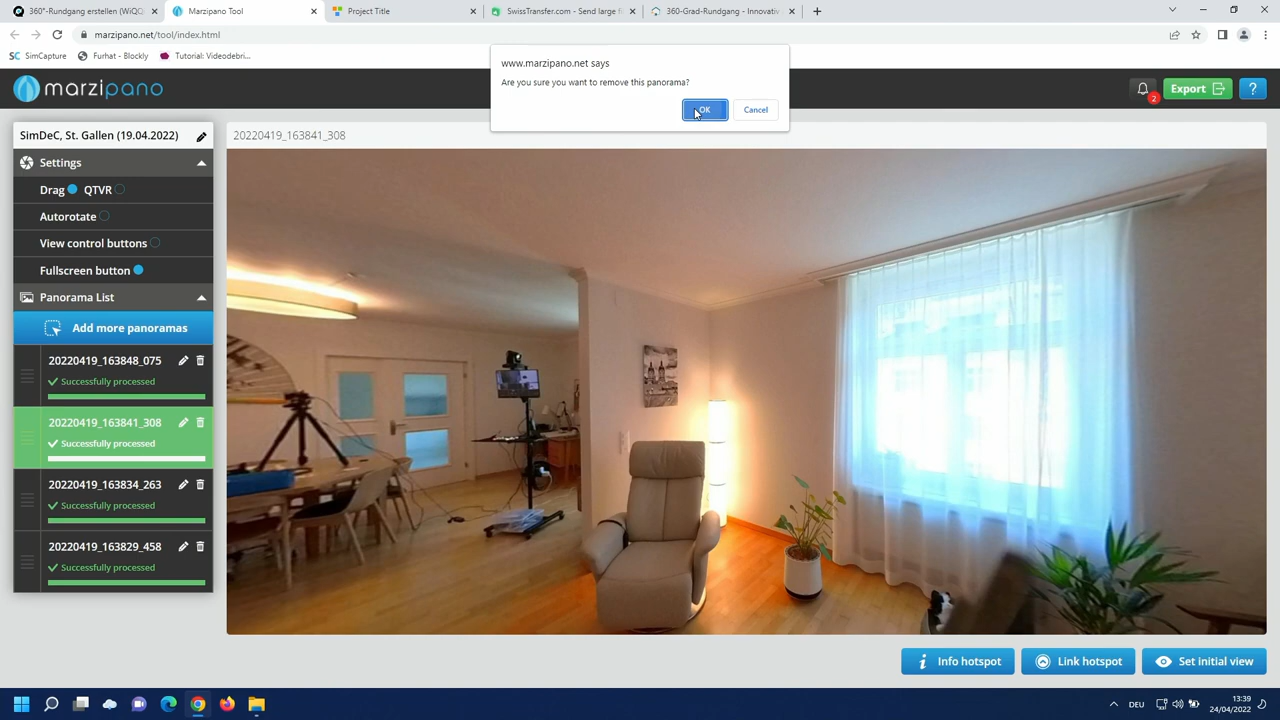 360°-Rundgang erstellen (WiQQ
Marzipano Tool
Project Title
SwissTransfer.com - Send large f
360-Grad-Rundgang - Innovativ
marzipano.net/tool/index.html
SimCapture
Furhat - Blockly
Tutorial: Videodebri...
www.marzipano.net says
Are you sure you want to remove this panorama?
OK
Cancel
marzipano
2
Export
?
SimDeC, St. Gallen (19.04.2022)
20220419_163841_308
Settings
Drag
QTVR
Autorotate
View control buttons
Fullscreen button
Panorama List
Add more panoramas
20220419_163848_075
Successfully processed
20220419_163841_308
Successfully processed
20220419_163834_263
Successfully processed
20220419_163829_458
Successfully processed
Info hotspot
Link hotspot
Set initial view
DEU
13:39
24/04/2022